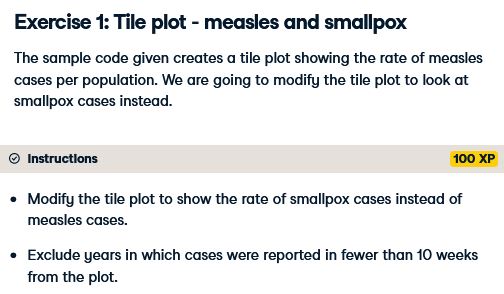 Exercise 1: Tile plot - measles and smallpox
The sample code given creates a tile plot showing the rate of measles
cases per population. We are going to modify the tile plot to look at
smallpox cases instead.
Instructions
100 XP
Modify the tile plot to show the rate of smallpox cases instead of
measles cases.
Exclude years in which cases were reported in fewer than 10 weeks
from the plot.